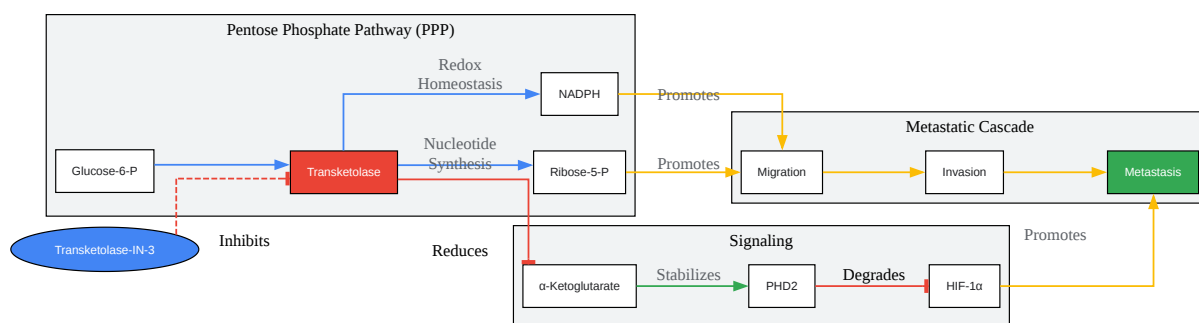 Pentose Phosphate Pathway (PPP)
Redox
Homeostasis
NADPH
Promotes
Metastatic Cascade
Nucleotide
Synthesis
Glucose-6-P
Transketolase
Ribose-5-P
Promotes
Migration
Invasion
Metastasis
Transketolase-IN-3
Inhibits
Reduces
Signaling
Promotes
α-Ketoglutarate
Stabilizes
PHD2
Degrades
HIF-1α